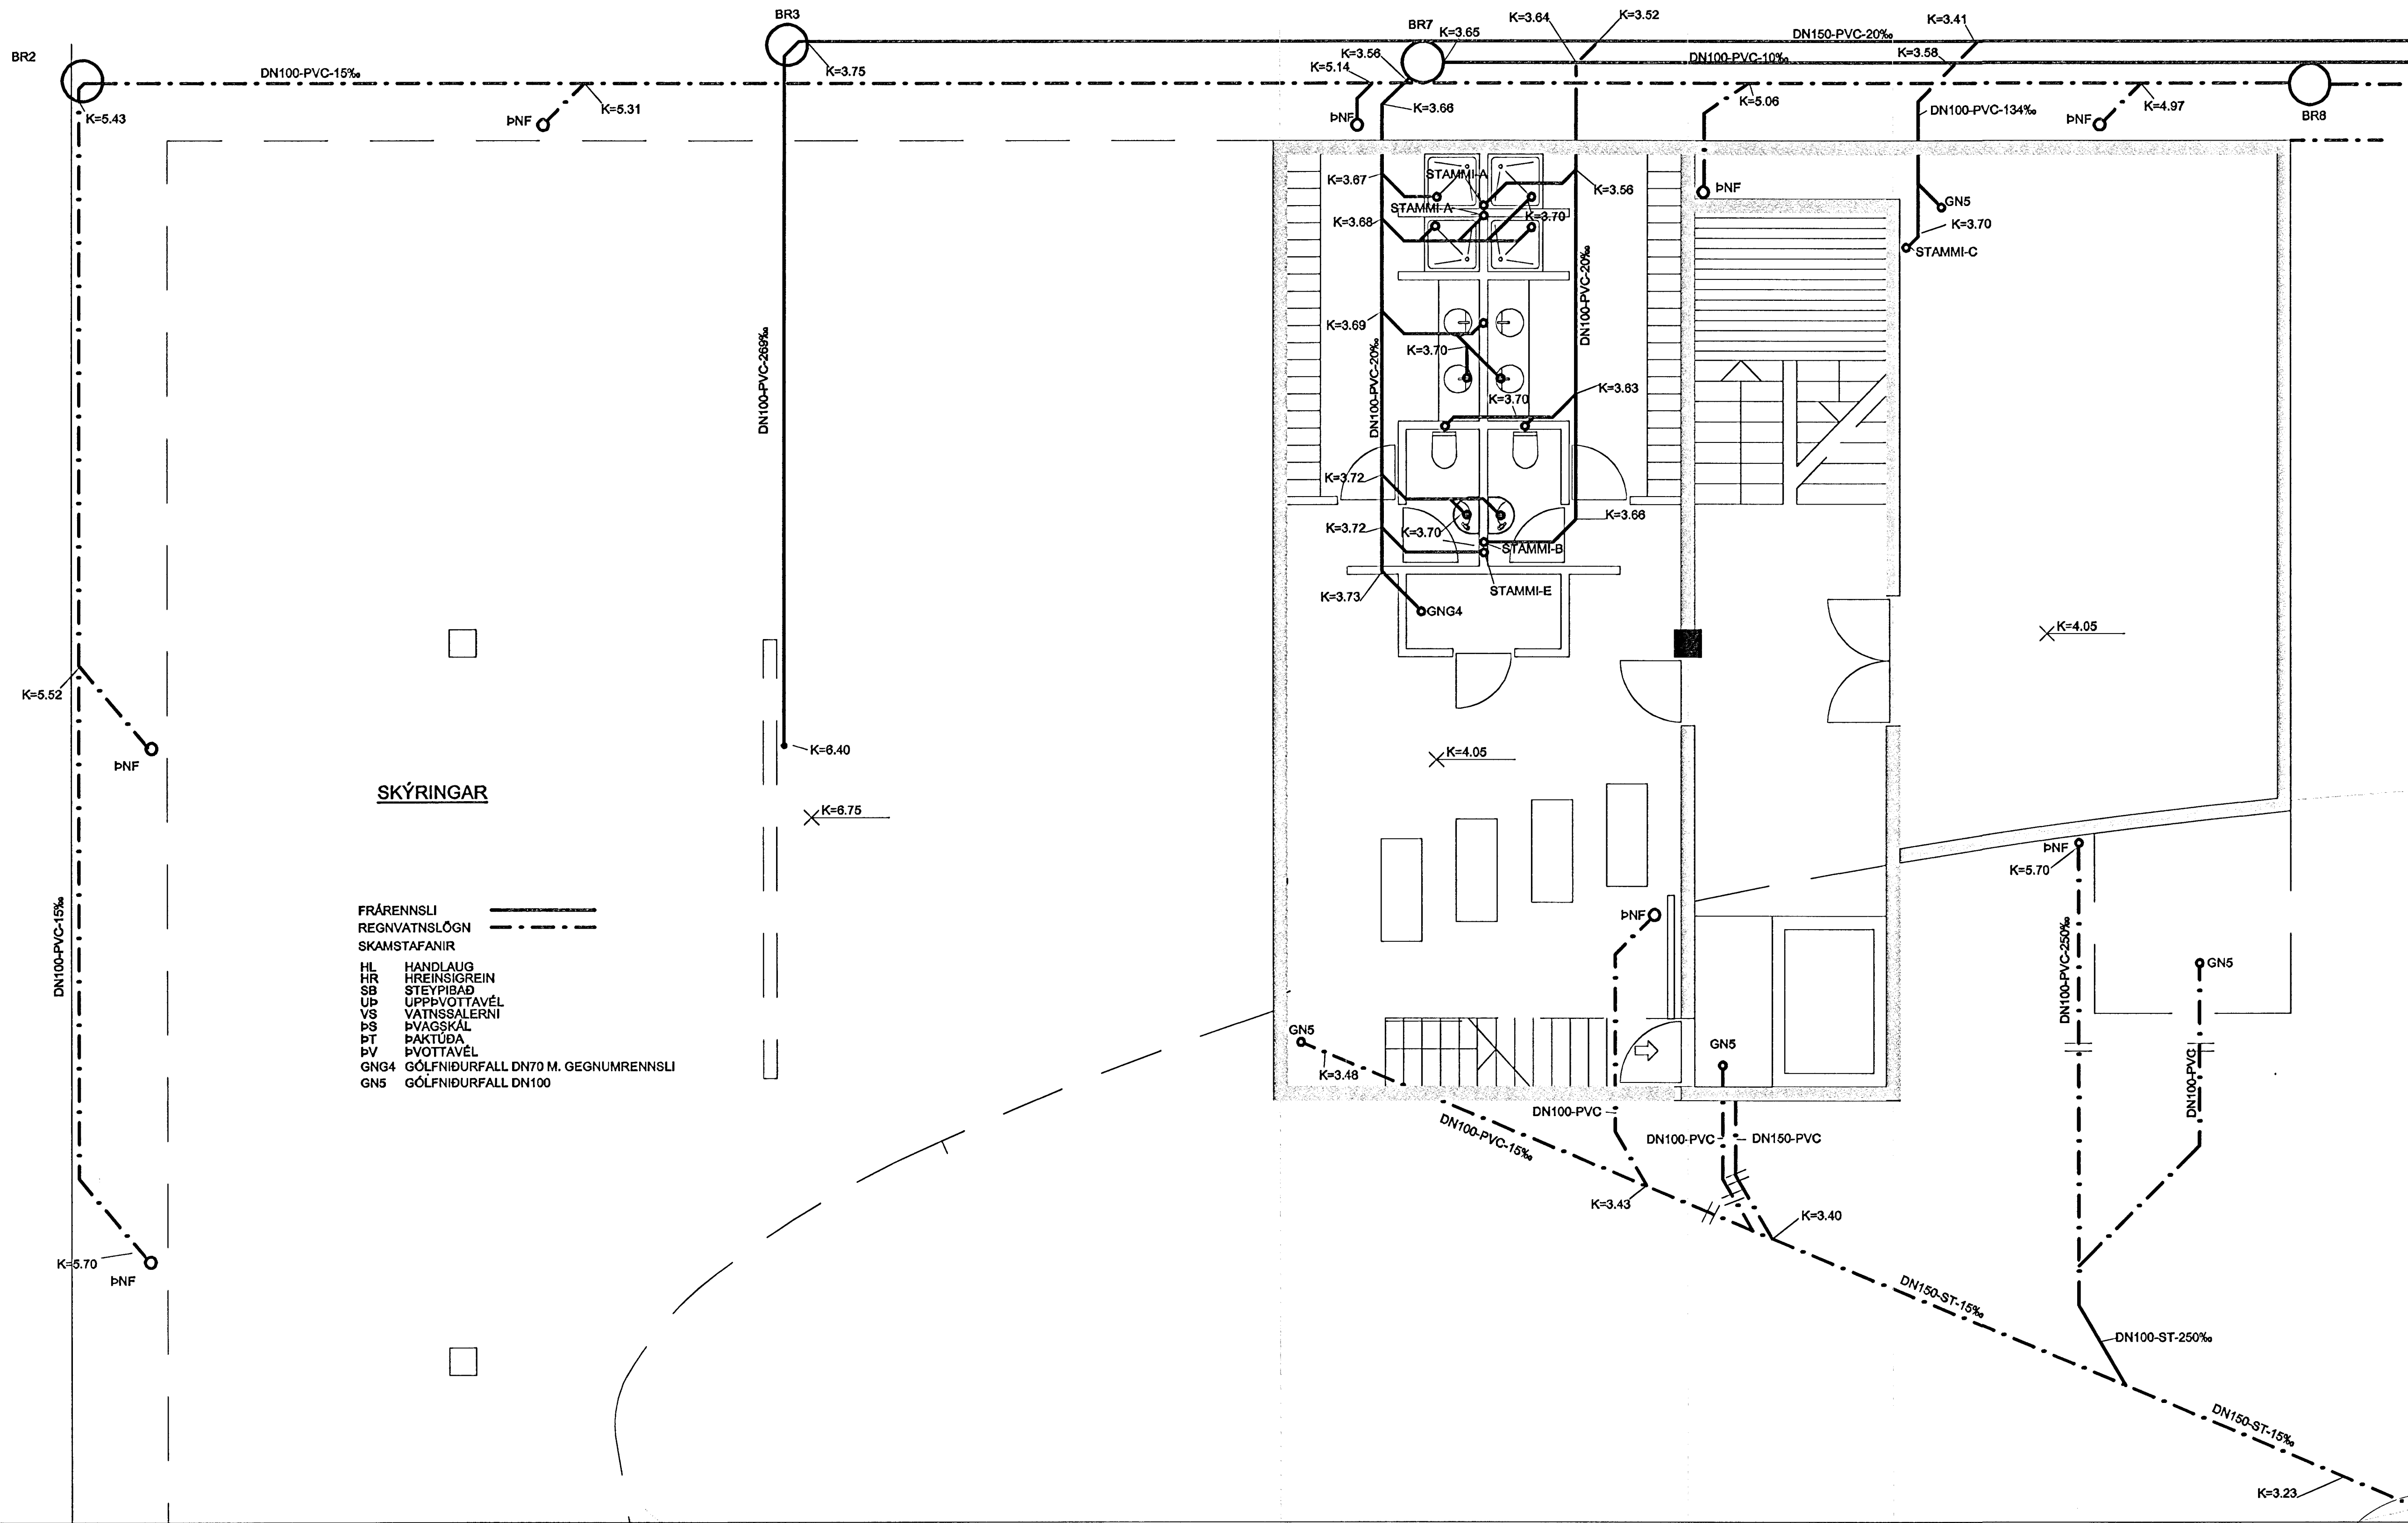 BR2
BR3
BR7
K=3.64
K=3.52
K=3.41
K=3.65
DN150-PVC-20‰
K=3.56
K=3.58
DN100-PVC-10‰
K=5.14
DN100-PVC-15‰
K=3.75
K=5.43
ÞNF
K=5.31
ÞNF
K=3.66
K=5.06
DN100-PVC-134‰
ÞNF
K=4.97
BR8
K=3.67
STAMMI-A
K=3.56
ÞNF
GN5
STAMMI-A
K=3.68
K=3.70
K=3.70
STAMMI-C
DN100-PVC-20‰
K=3.69
DN100-PVC-269‰
K=3.70
DN100-PVC-20‰
K=3.63
K=3.70
K=3.72
K=3.66
K=3.72
K=3.70
STAMMI-B
K=3.73
STAMMI-E
GNG4
K=4.05
K=5.52
ÞNF
K=6.40
K=4.05
SKÝRINGAR
K=6.75
ÞNF
K=5.70
DN100-PVC-15‰
FRÁRENNSLI
REGNVATNSLÖGN
SKAMSTAFANIR
HL HANDLAUG
HR HREINSIGREIN
SB STEYPIBAÐ
UÞ UPPÞVOTTAVÉL
VS VATNSSALERNI
ÞS ÞVAGSKÁL
ÞT ÞAKTÚÐA
ÞV ÞVOTTAVÉL
GNG4 GÓLFNIÐURFALL DN70 M. GEGNUMRENNSLI
GN5 GÓLFNIÐURFALL DN100
ÞNF
DN100-PVC-250‰
GN5
GN5
K=3.48
GN5
DN100-PVC
DN100-PVC
DN100-PVC-15‰
DN100-PVC
DN150-PVC
K=3.43
K=3.40
K=5.70
ÞNF
DN150-ST-15‰
DN100-ST-250‰
DN150-ST-15‰
K=3.23